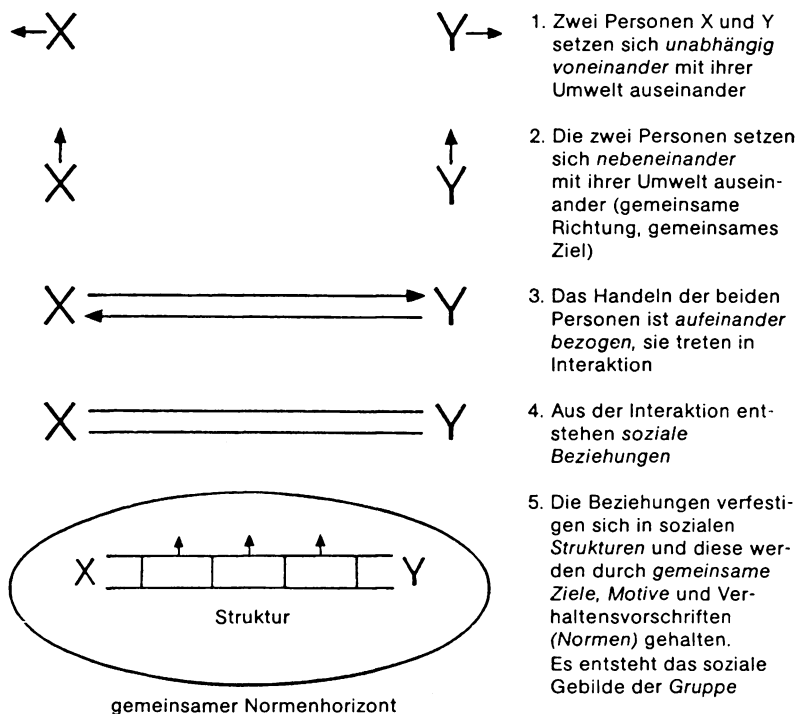 X
Y
1. Zwei Personen X und Y
setzen sich unabhängig
voneinander mit ihrer
Umwelt auseinander
X
Y
2. Die zwei Personen setzen
sich nebeneinander
mit ihrer Umwelt ausein-
ander (gemeinsame
Richtung, gemeinsames
Ziel)
X
Y
3. Das Handeln der beiden
Personen ist aufeinander
bezogen, sie treten in
Interaktion
X
Y
4. Aus der Interaktion ent-
stehen soziale
Beziehungen
X
Y
Struktur
gemeinsamer Normenhorizont
5. Die Beziehungen verfesti-
gen sich in sozialen
Strukturen und diese wer-
den durch gemeinsame
Ziele, Motive und Ver-
haltensvorschriften
(Normen) gehalten.
Es entsteht das soziale
Gebilde der Gruppe